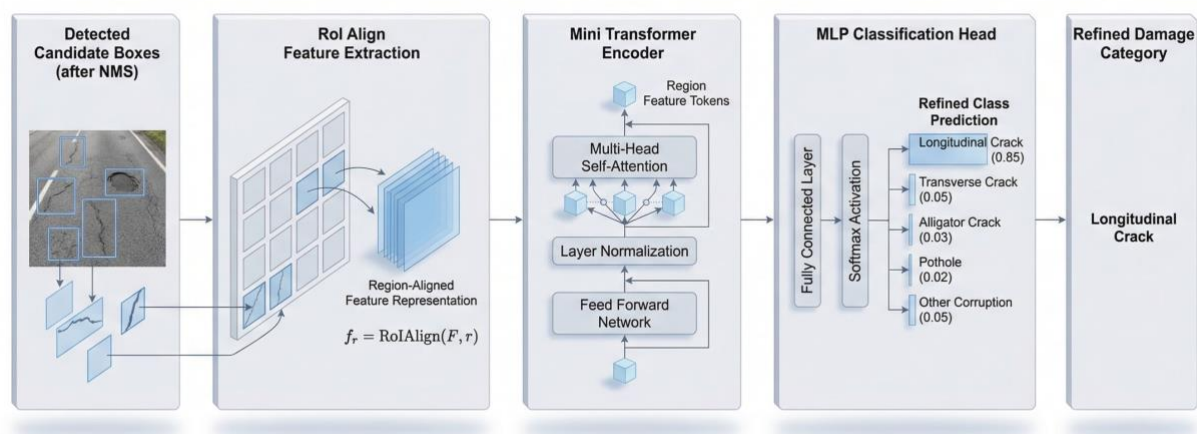 Detected
Candidate Boxes
(after NMS)
RoI Align
Feature Extraction
Region-Aligned
Feature Representation
f_r = RoIAlign(F, r)
Mini Transformer
Encoder
Region
Feature Tokens
Multi-Head
Self-Attention
Layer Normalization
Feed Forward
Network
MLP Classification Head
Fully Connected Layer
Softmax Activation
Refined Class
Prediction
Longitudinal Crack
(0.85)
Transverse Crack
(0.05)
Alligator Crack
(0.03)
Pothole
(0.02)
Other Corruption
(0.05)
Refined Damage
Category
Longitudinal
Crack